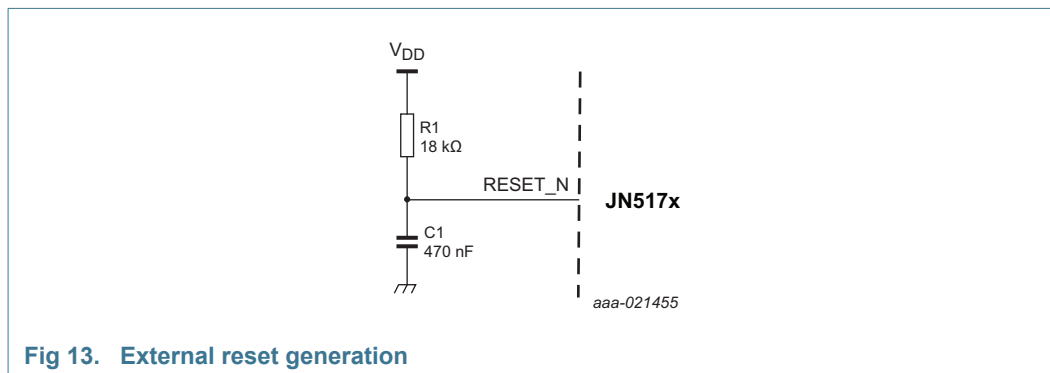 VDD
R1
18 kΩ
RESET_N
JN517x
C1
470 nF
aaa-021455
Fig 13. External reset generation